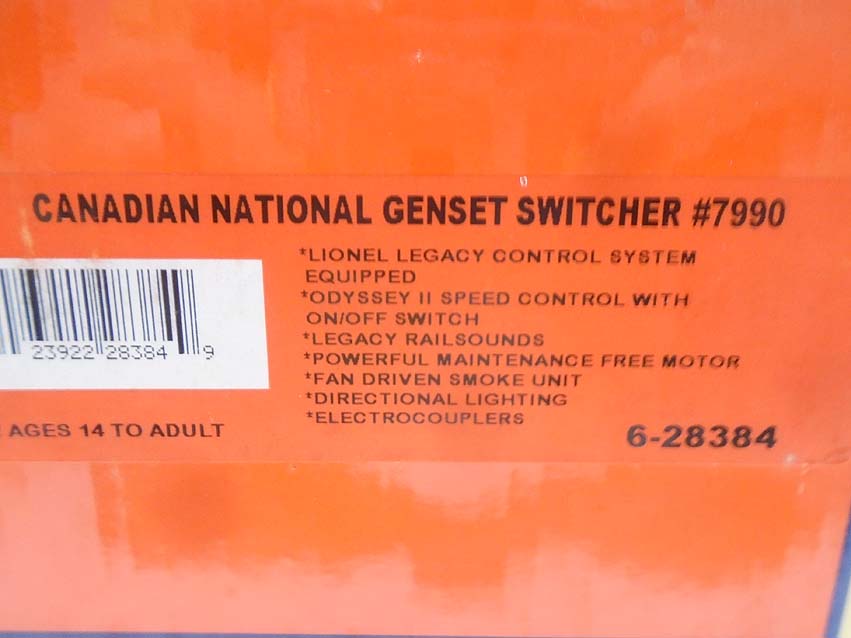 CANADIAN NATIONAL GENSET SWITCHER #7990
*LIONEL LEGACY CONTROL SYSTEM
EQUIPPED
*ODYSSEY II SPEED CONTROL WITH
ON/OFF SWITCH
*LEGACY RAILSOUNDS
*POWERFUL MAINTENANCE FREE MOTOR
*FAN DRIVEN SMOKE UNIT
*DIRECTIONAL LIGHTING
*ELECTROCOUPLERS
23922 28384 9
AGES 14 TO ADULT
6-28384